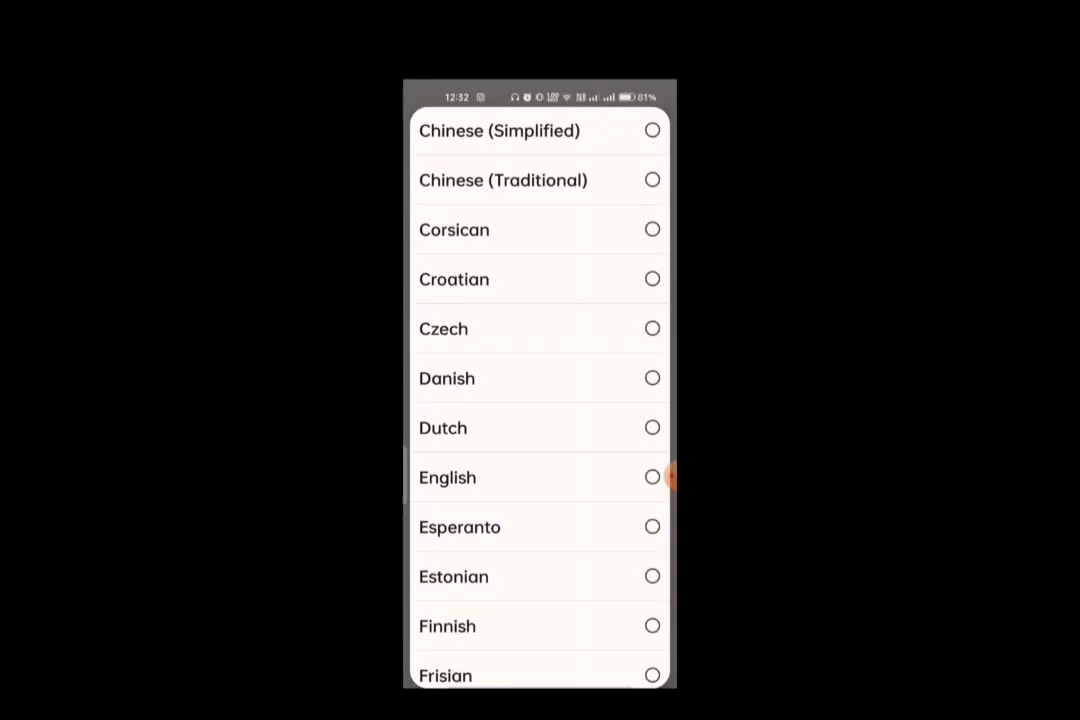 12:32 81%
Chinese (Simplified)
Chinese (Traditional)
Corsican
Croatian
Czech
Danish
Dutch
English
Esperanto
Estonian
Finnish
Frisian